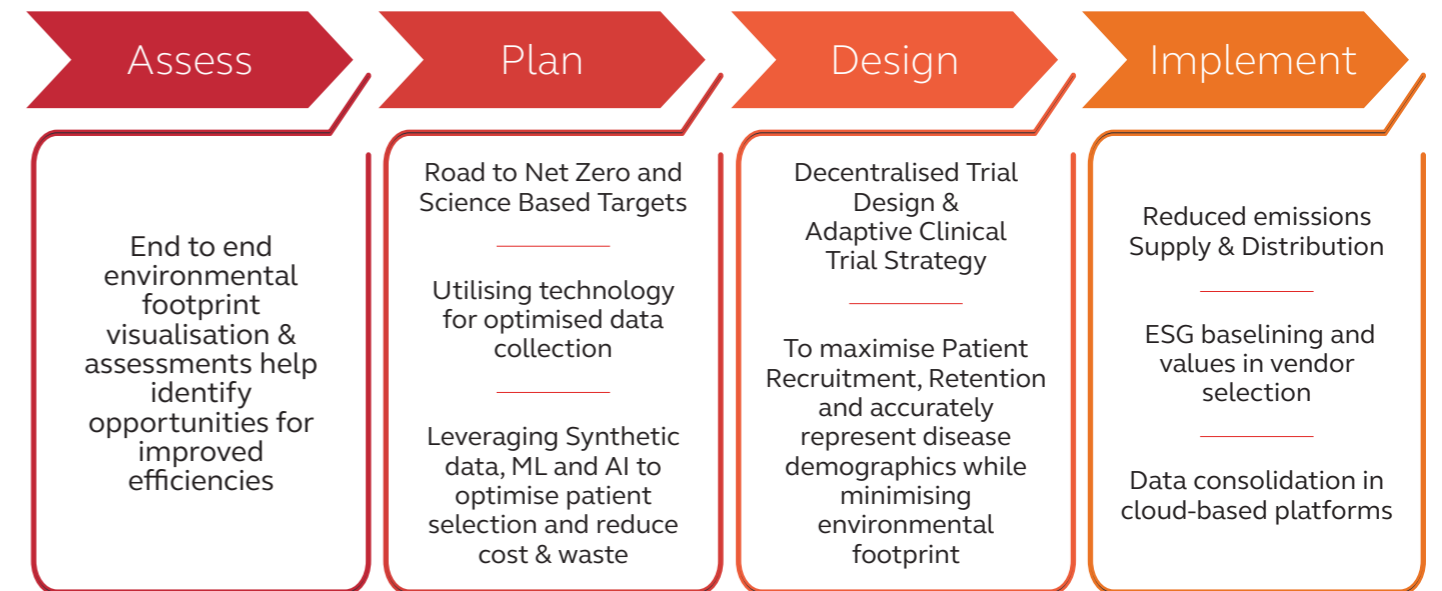 Assess
End to end
environmental
footprint
visualisation &
assessments help
identify
opportunities for
improved
efficiencies
Plan
Road to Net Zero and
Science Based Targets
Utilising technology
for optimised data
collection
Leveraging Synthetic
data, ML and AI to
optimise patient
selection and reduce
cost & waste
Design
Decentralised Trial
Design &
Adaptive Clinical
Trial Strategy
To maximise Patient
Recruitment, Retention
and accurately
represent disease
demographics while
minimising
environmental
footprint
Implement
Reduced emissions
Supply & Distribution
ESG baselining and
values in vendor
selection
Data consolidation in
cloud-based platforms